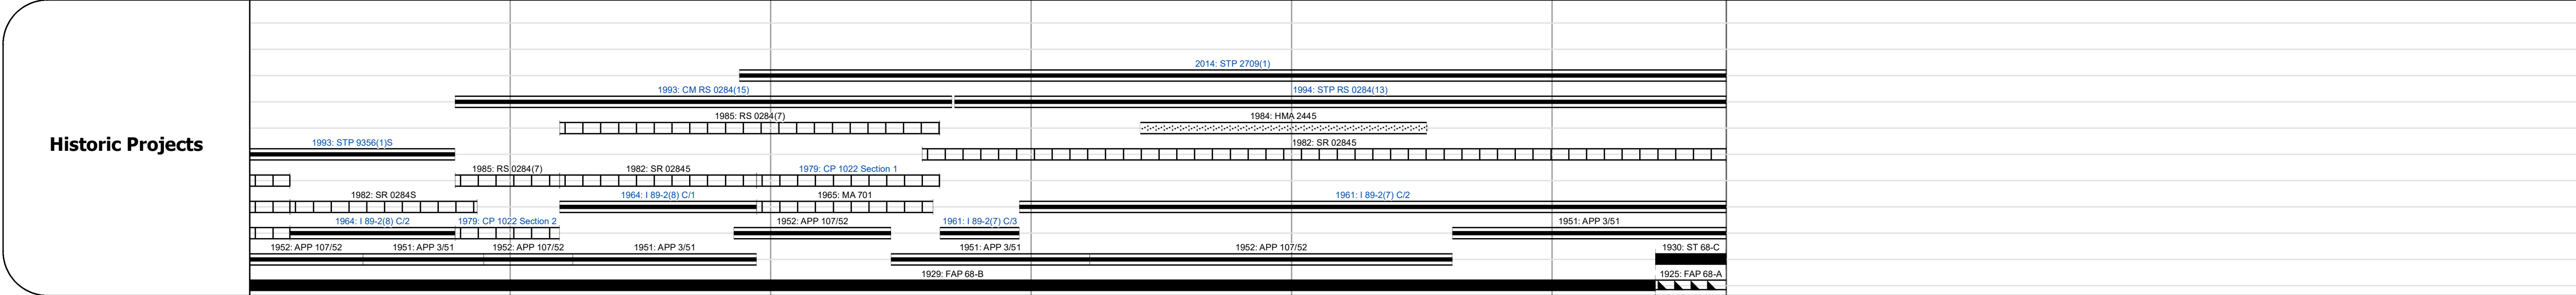 2014: STP 2709(1)
1993: CM RS 0284(15)
1994: STP RS 0284(13)
1985: RS 0284(7)
1984: HMA 2445
Historic Projects
1993: STP 9356(1)S
1982: SR 02845
1985: RS 0284(7)
1982: SR 02845
1979: CP 1022 Section 1
1982: SR 0284S
1964: I 89-2(8) C/1
1965: MA 701
1961: I 89-2(7) C/2
1964: I 89-2(8) C/2
1979: CP 1022 Section 2
1952: APP 107/52
1961: I 89-2(7) C/3
1951: APP 3/51
1952: APP 107/52
1951: APP 3/51
1952: APP 107/52
1951: APP 3/51
1951: APP 3/51
1952: APP 107/52
1930: ST 68-C
1929: FAP 68-B
1925: FAP 68-A